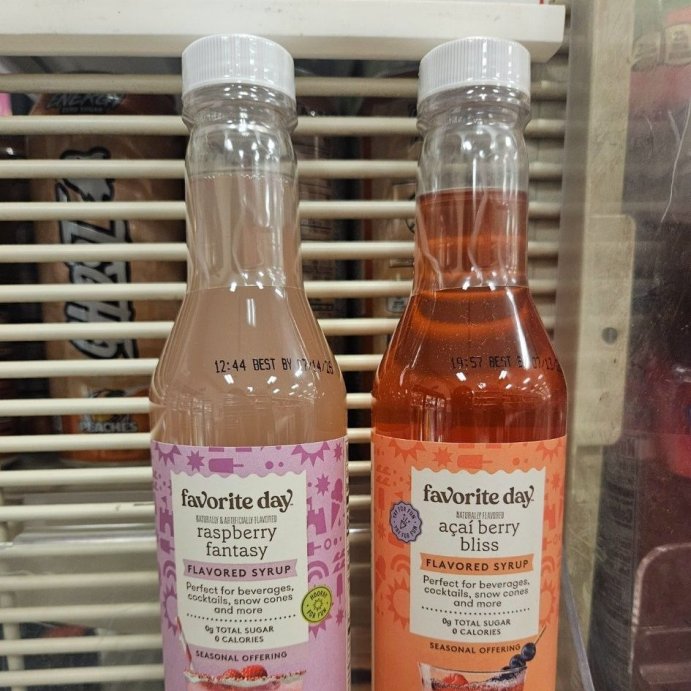 ENERGY
GHOST
PEACHES
12:44 BEST BY
19:57 BEST
favorite day
NATURALLY & ARTIFICIALLY FLAVORED
raspberry
fantasy
FLAVORED SYRUP
Perfect for beverages,
cocktails, snow cones
and more
0g TOTAL SUGAR
0 CALORIES
SEASONAL OFFERING
favorite day
NATURALLY FLAVORED
açaí berry
bliss
FLAVORED SYRUP
Perfect for beverages,
cocktails, snow cones
and more
0g TOTAL SUGAR
0 CALORIES
SEASONAL OFFERING